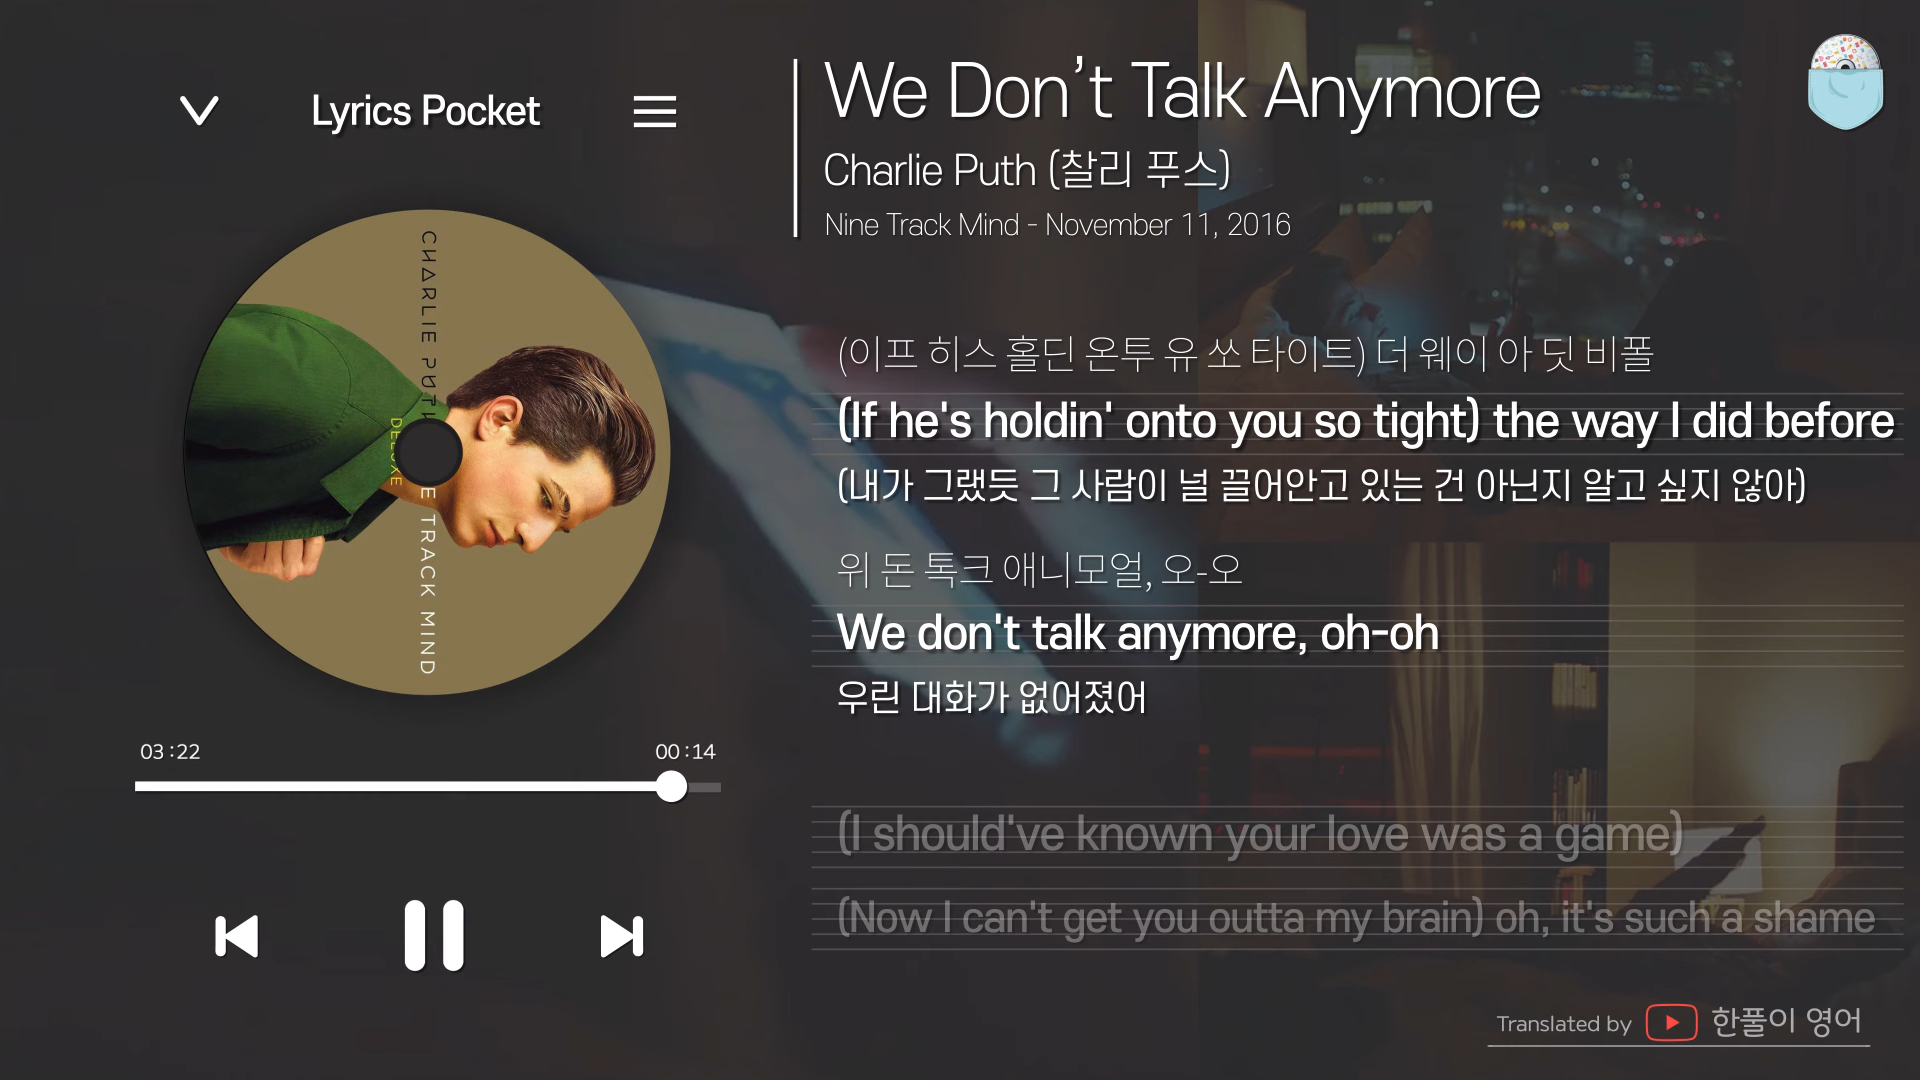 Lyrics Pocket
We Don't Talk Anymore
Charlie Puth (찰리 푸스)
Nine Track Mind - November 11, 2016
CHARLIE PUTH
E TRACK MIND
03:22
00:14
(이프 히스 홀딘 온투 유 쏘 타이트) 더 웨이 아 딧 비폴
(If he's holdin' onto you so tight) the way I did before
(내가 그랬듯 그 사람이 널 끌어안고 있는 건 아닌지 알고 싶지 않아)
위 돈 톡크 애니모얼, 오-오
We don't talk anymore, oh-oh
우린 대화가 없어졌어
(I should've known your love was a game)
(Now I can't get you outta my brain) oh, it's such a shame
Translated by 한풀이 영어